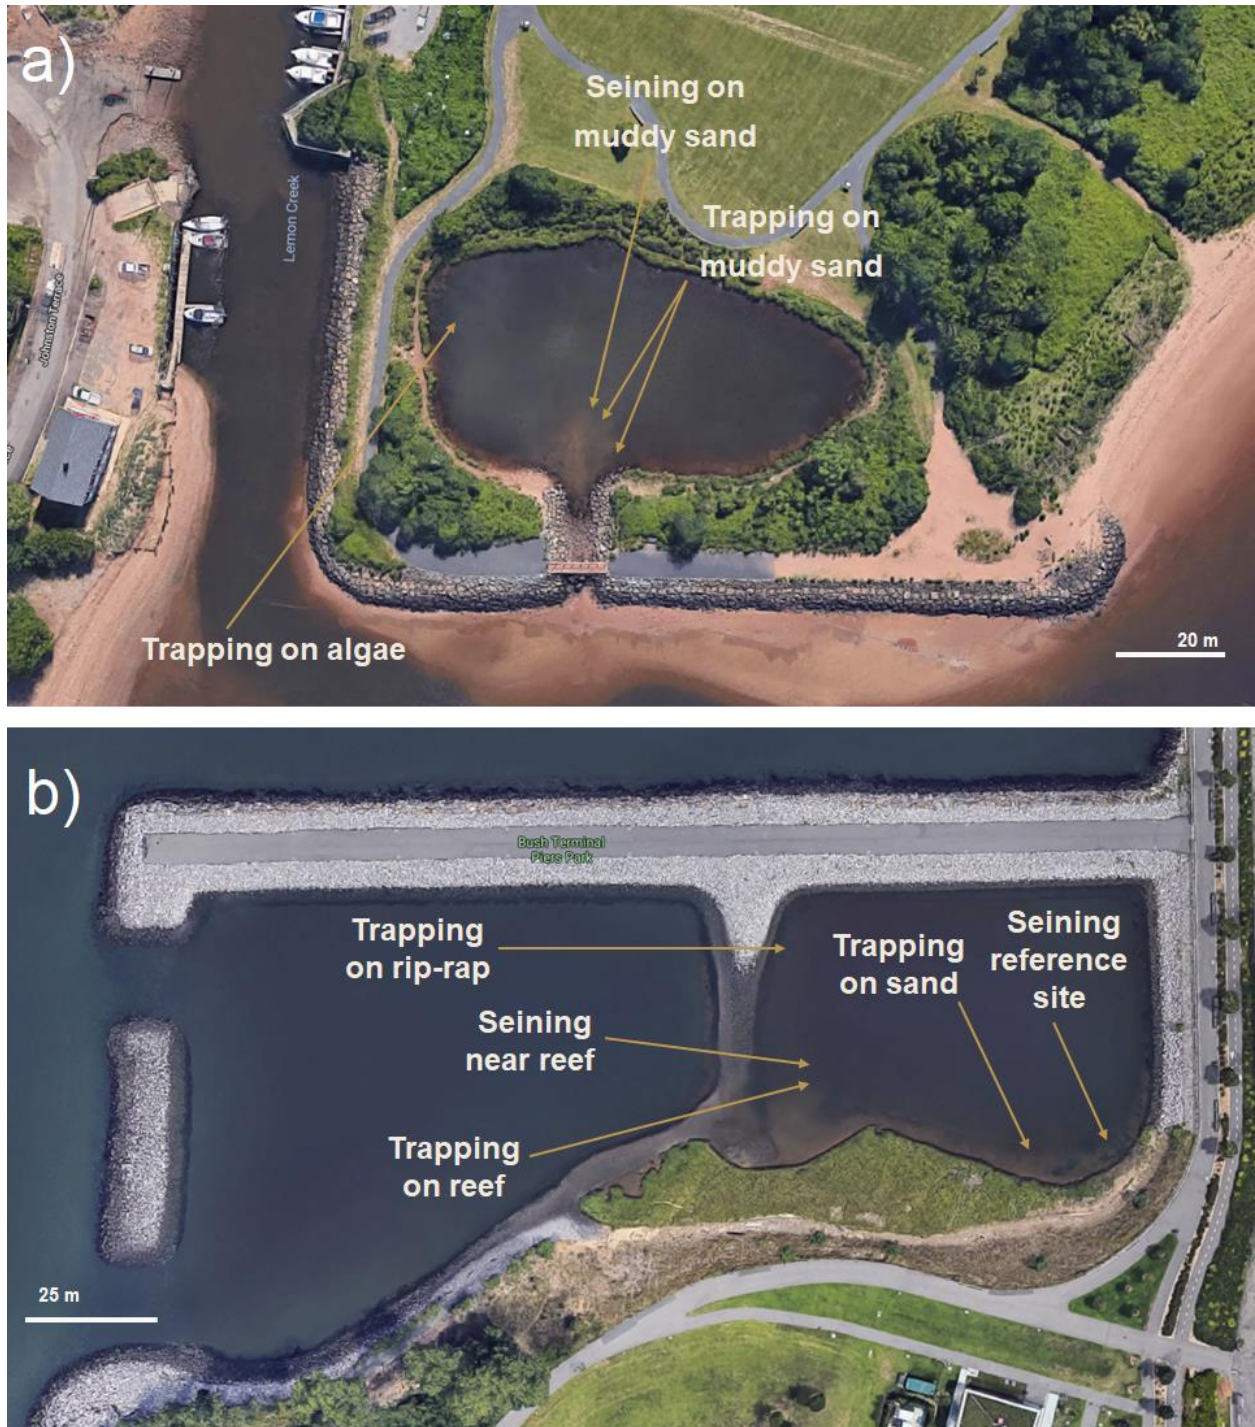 a)
Seining on
muddy sand
Trapping on
muddy sand
Lemon Creek
Johnston Terrace
Trapping on algae
20 m
b)
Bush Terminal
Piers Park
Trapping
on rip-rap
Seining
near reef
Trapping
on reef
Trapping
on sand
Seining
reference
site
25 m